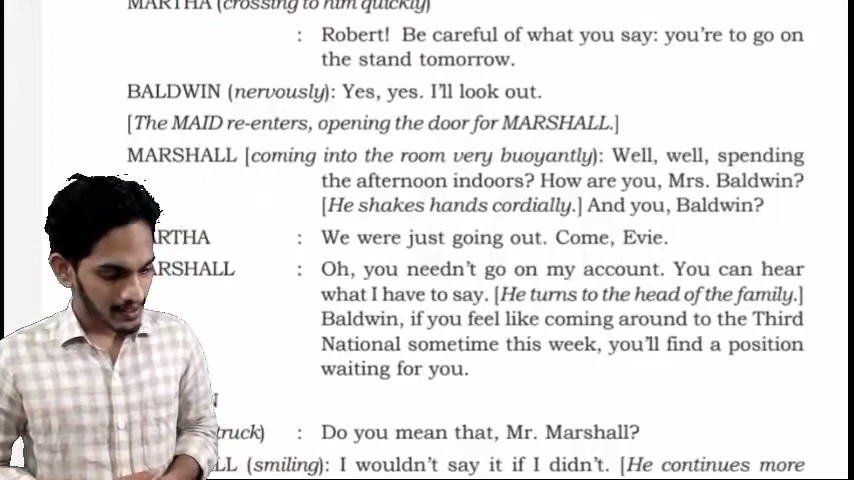 MARTHA (crossing to him quickly)
: Robert! Be careful of what you say: you're to go on
the stand tomorrow.
BALDWIN (nervously): Yes, yes. I'll look out.
[The MAID re-enters, opening the door for MARSHALL.]
MARSHALL [coming into the room very buoyantly): Well, well, spending
the afternoon indoors? How are you, Mrs. Baldwin?
[He shakes hands cordially.] And you, Baldwin?
ARTHA : We were just going out. Come, Evie.
ARSHALL : Oh, you needn't go on my account. You can hear
what I have to say. [He turns to the head of the family.]
Baldwin, if you feel like coming around to the Third
National sometime this week, you'll find a position
waiting for you.
N
truck) : Do you mean that, Mr. Marshall?
LL (smiling): I wouldn't say it if I didn't. [He continues more